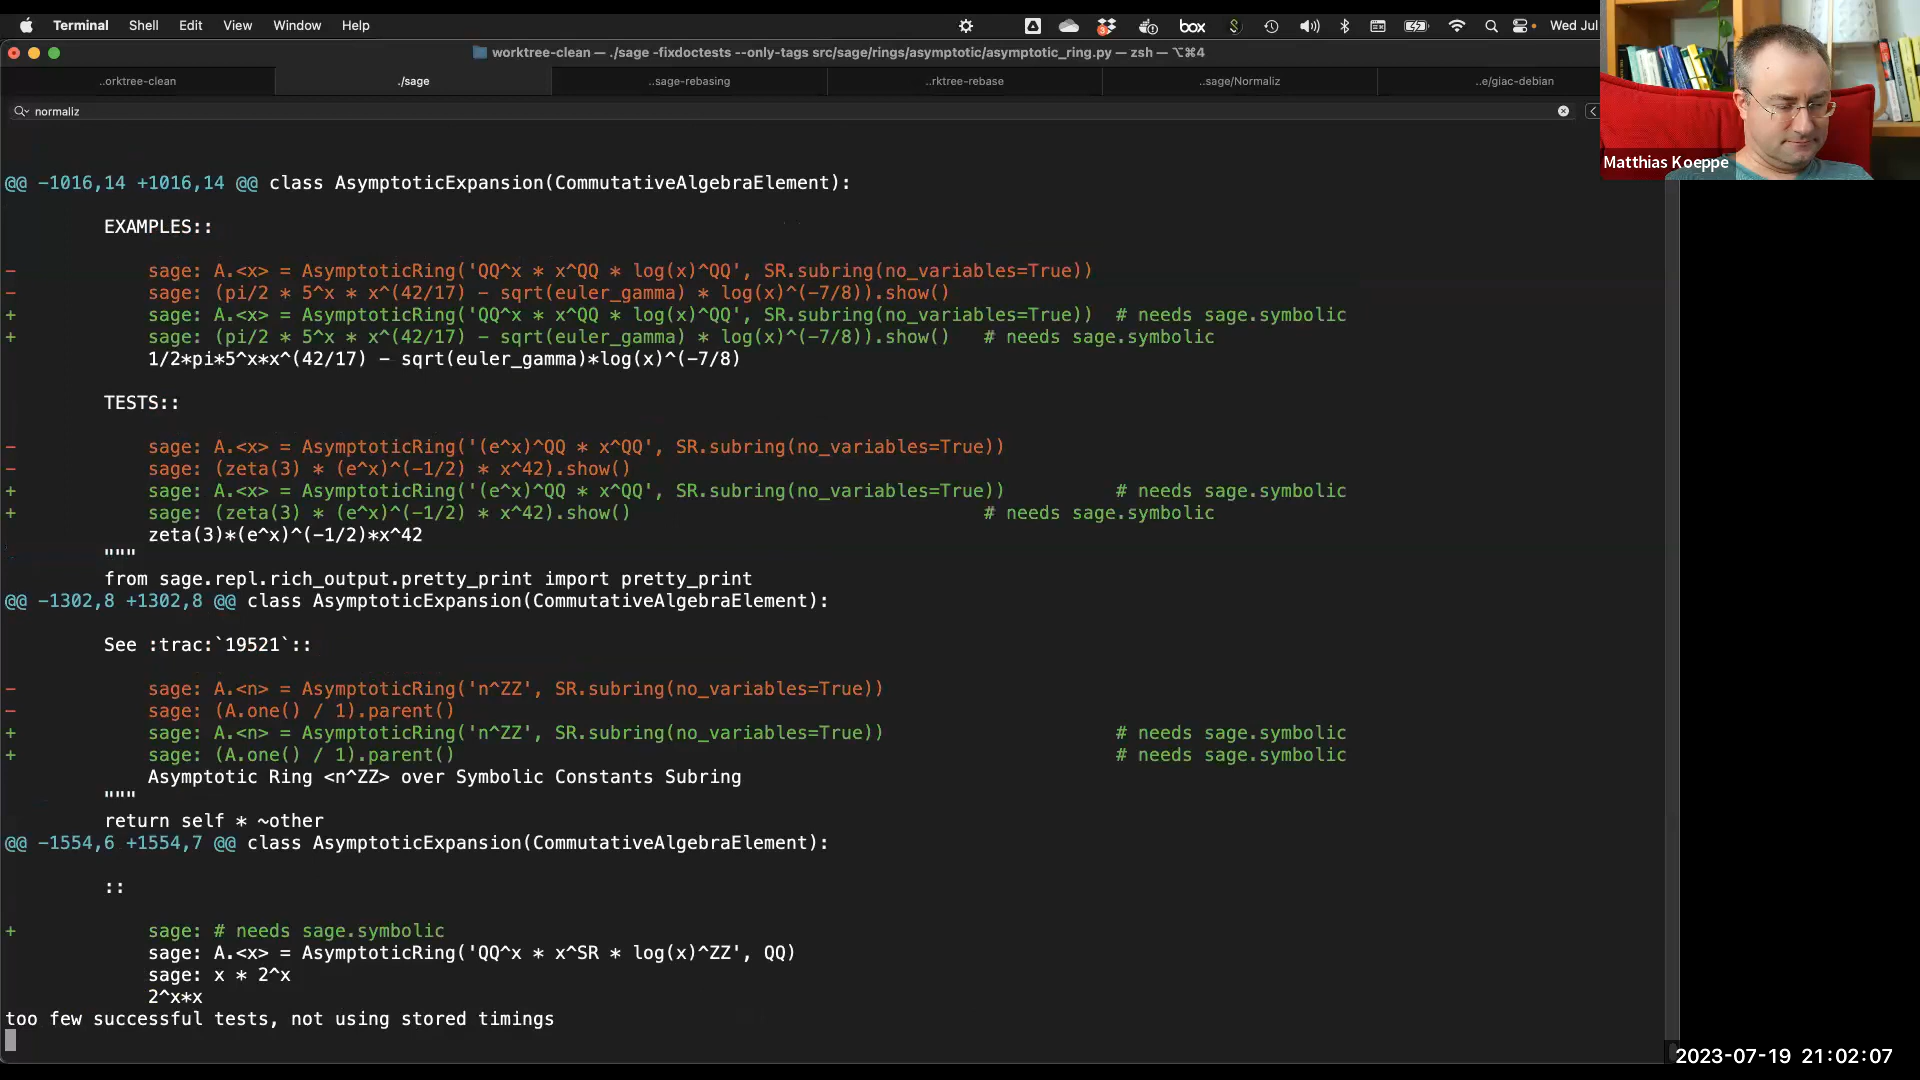 Terminal Shell Edit View Window Help box Wed Jul
worktree-clean — ./sage -fixdoctests --only-tags src/sage/rings/asymptotic/asymptotic_ring.py — zsh — ⌥⌘4
..orktree-clean ./sage ..sage-rebasing ..rktree-rebase ..sage/Normaliz ..e/giac-debian
normaliz
Matthias Koeppe
@@ -1016,14 +1016,14 @@ class AsymptoticExpansion(CommutativeAlgebraElement):
EXAMPLES::
- sage: A.<x> = AsymptoticRing('QQ^x * x^QQ * log(x)^QQ', SR.subring(no_variables=True))
- sage: (pi/2 * 5^x * x^(42/17) - sqrt(euler_gamma) * log(x)^(-7/8)).show()
+ sage: A.<x> = AsymptoticRing('QQ^x * x^QQ * log(x)^QQ', SR.subring(no_variables=True)) # needs sage.symbolic
+ sage: (pi/2 * 5^x * x^(42/17) - sqrt(euler_gamma) * log(x)^(-7/8)).show() # needs sage.symbolic
1/2*pi*5^x*x^(42/17) - sqrt(euler_gamma)*log(x)^(-7/8)
TESTS::
- sage: A.<x> = AsymptoticRing('(e^x)^QQ * x^QQ', SR.subring(no_variables=True))
- sage: (zeta(3) * (e^x)^(-1/2) * x^42).show()
+ sage: A.<x> = AsymptoticRing('(e^x)^QQ * x^QQ', SR.subring(no_variables=True)) # needs sage.symbolic
+ sage: (zeta(3) * (e^x)^(-1/2) * x^42).show() # needs sage.symbolic
zeta(3)*(e^x)^(-1/2)*x^42
"""
from sage.repl.rich_output.pretty_print import pretty_print
@@ -1302,8 +1302,8 @@ class AsymptoticExpansion(CommutativeAlgebraElement):
See :trac:`19521`::
- sage: A.<n> = AsymptoticRing('n^ZZ', SR.subring(no_variables=True))
- sage: (A.one() / 1).parent()
+ sage: A.<n> = AsymptoticRing('n^ZZ', SR.subring(no_variables=True)) # needs sage.symbolic
+ sage: (A.one() / 1).parent() # needs sage.symbolic
Asymptotic Ring <n^ZZ> over Symbolic Constants Subring
"""
return self * ~other
@@ -1554,6 +1554,7 @@ class AsymptoticExpansion(CommutativeAlgebraElement):
::
+ sage: # needs sage.symbolic
sage: A.<x> = AsymptoticRing('QQ^x * x^SR * log(x)^ZZ', QQ)
sage: x * 2^x
2^x*x
too few successful tests, not using stored timings
2023-07-19 21:02:07